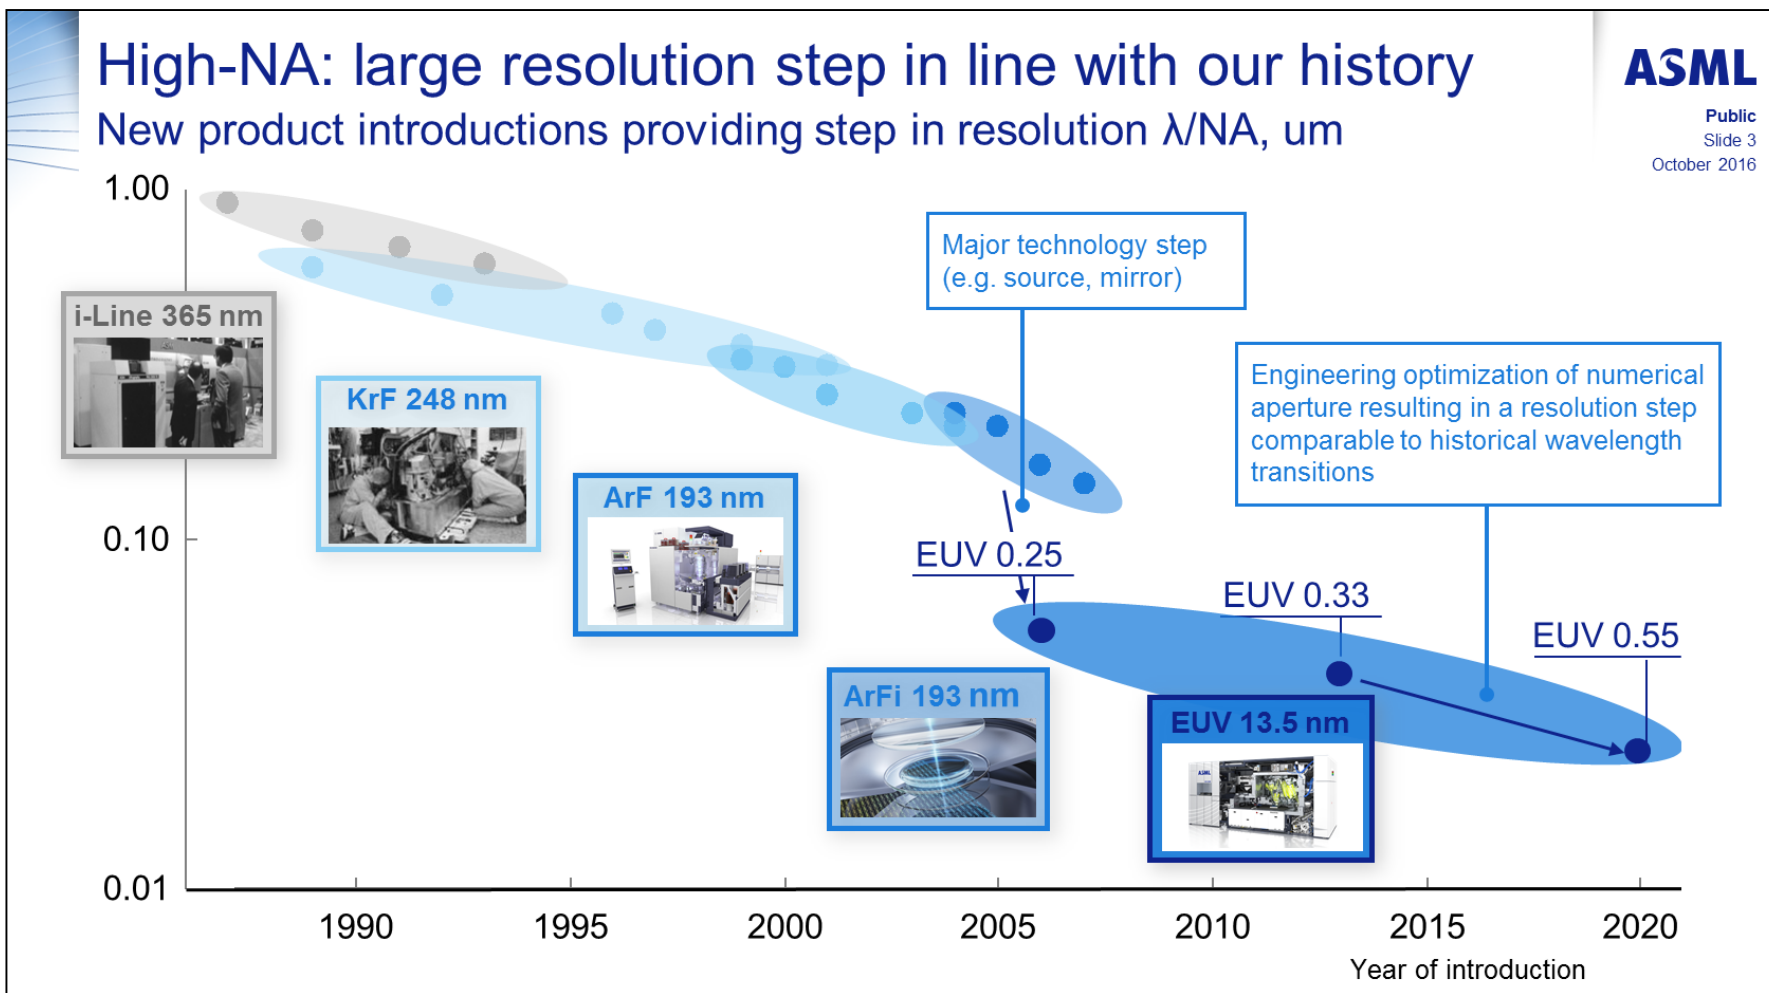 High-NA: large resolution step in line with our history
New product introductions providing step in resolution λ/NA, um
ASML
Public
Slide 3
October 2016
1.00
0.10
0.01
i-Line 365 nm
KrF 248 nm
ArF 193 nm
ArFi 193 nm
EUV 13.5 nm
ASML
Major technology step
(e.g. source, mirror)
Engineering optimization of numerical
aperture resulting in a resolution step
comparable to historical wavelength
transitions
EUV 0.25
EUV 0.33
EUV 0.55
1990
1995
2000
2005
2010
2015
2020
Year of introduction